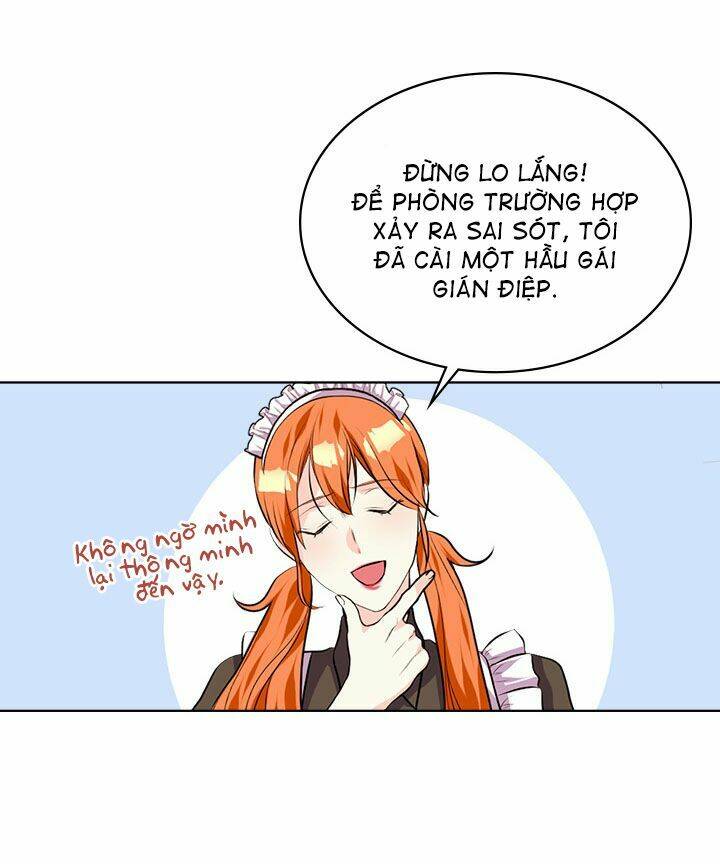 ĐỪNG LO LẮNG!
ĐỂ PHÒNG TRƯỜNG HỢP
XẢY RA SAI SÓT, TÔI
ĐÃ CÀI MỘT HẦU GÁI
GIÁN ĐIỆP.
Không ngờ mình
lại thông minh
đến vậy.